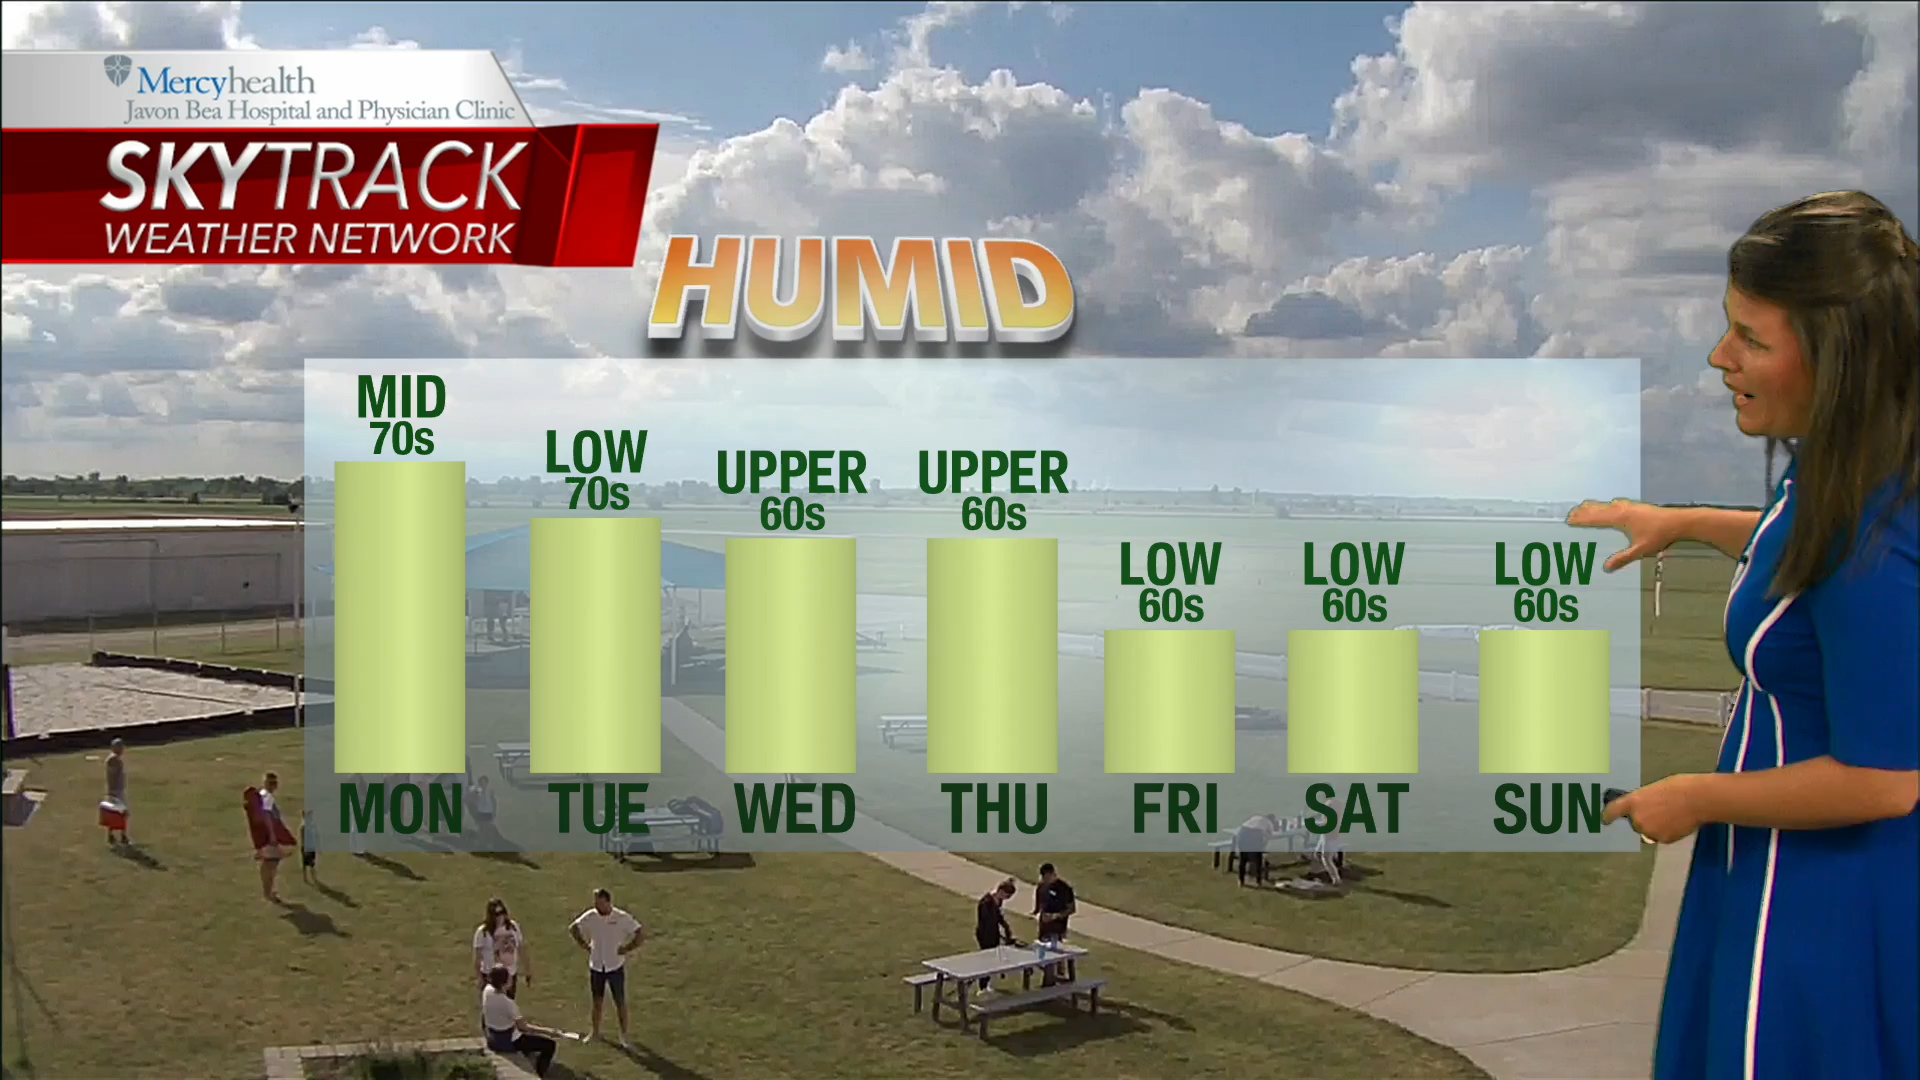 Mercyhealth
Javon Bea Hospital and Physician Clinic
SKYTRACK
WEATHER NETWORK
HUMID
MID
70s
LOW
70s
UPPER
60s
UPPER
60s
LOW
60s
LOW
60s
LOW
60s
MON TUE WED THU FRI SAT SUN